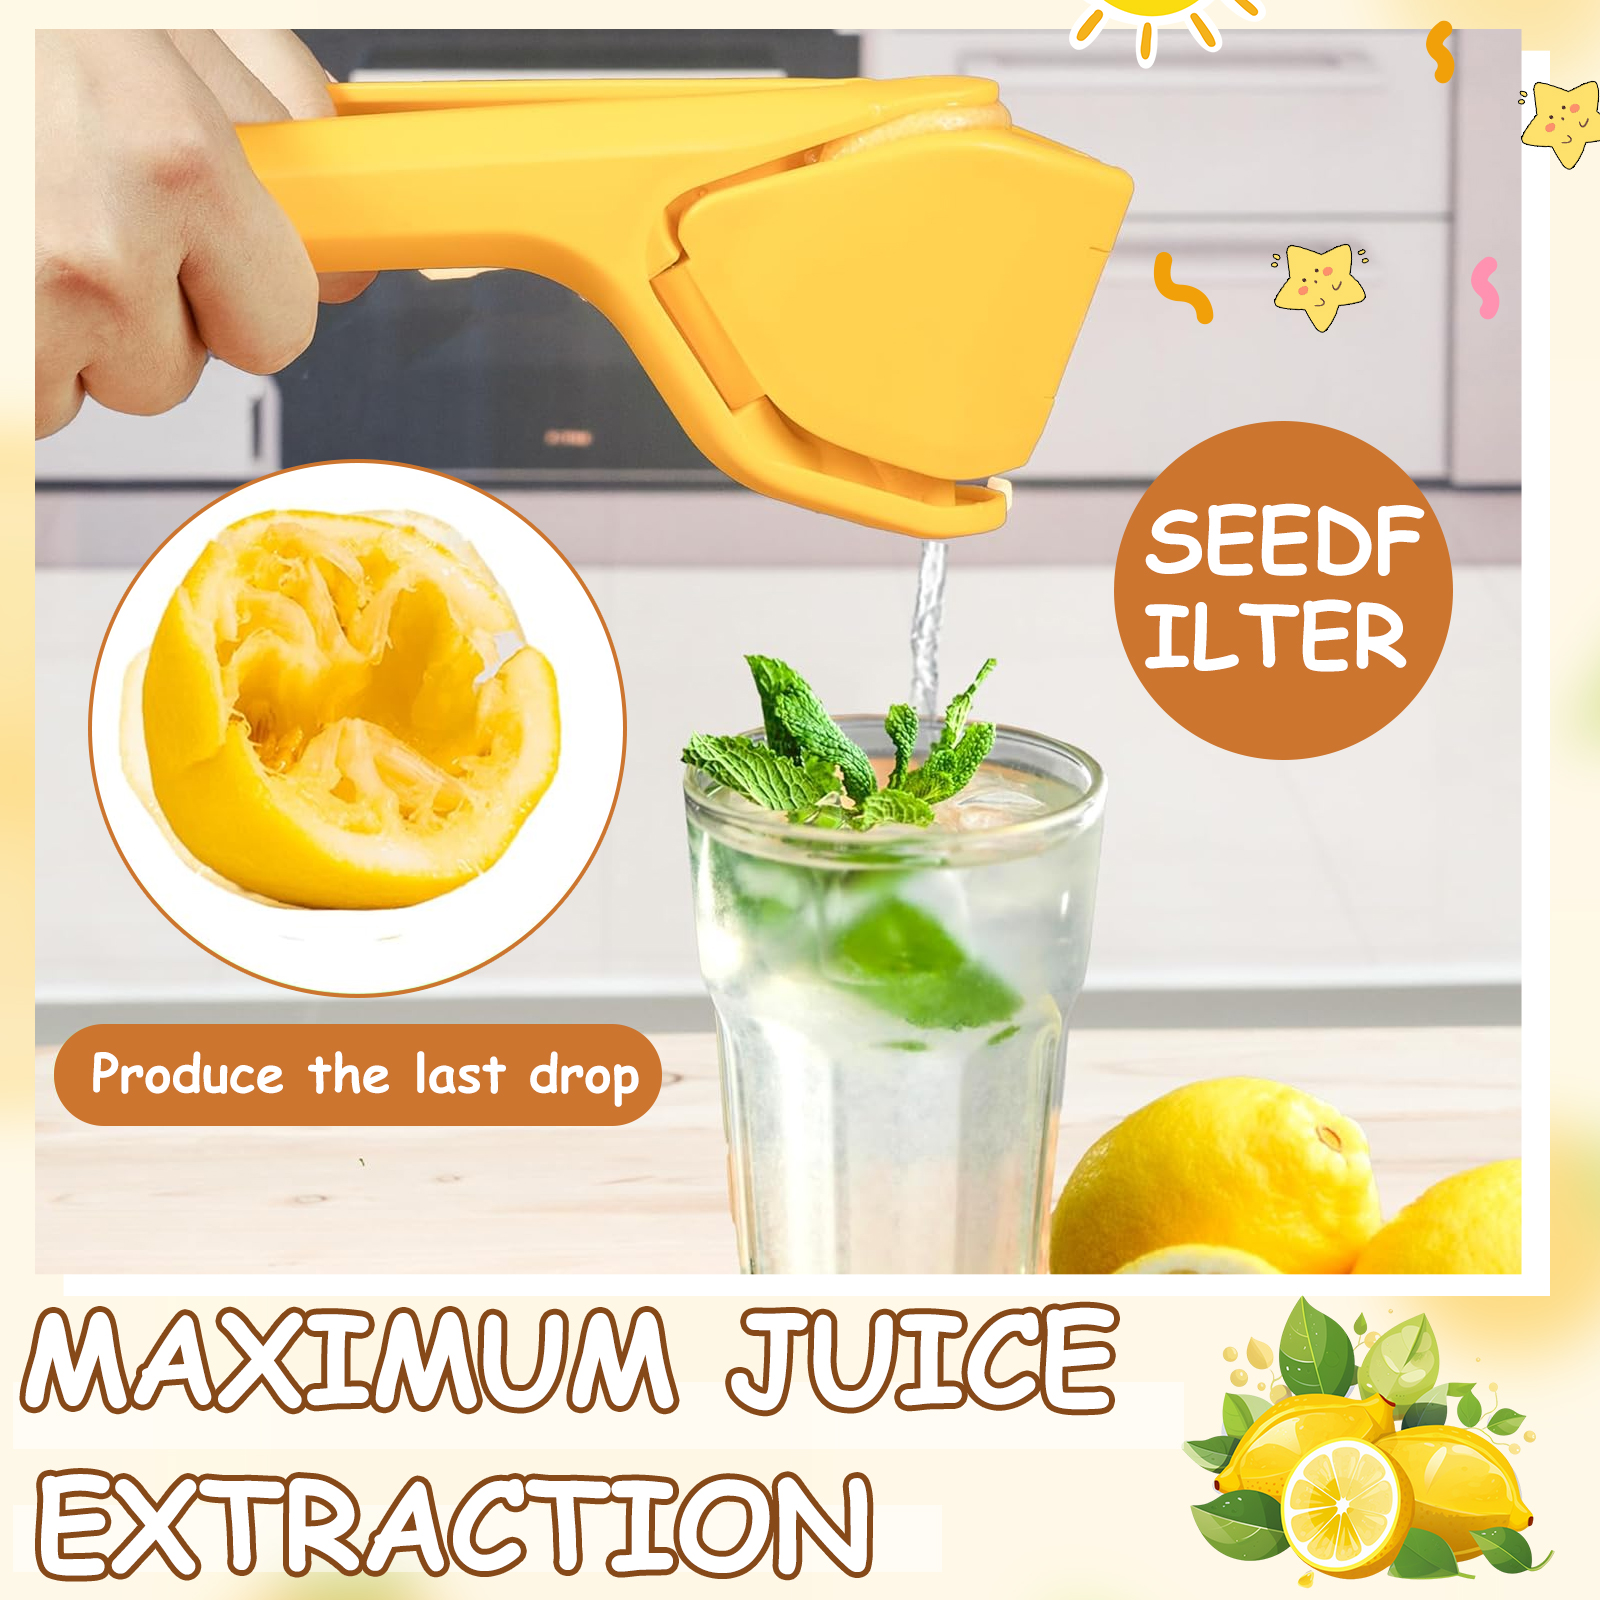 SEEDF
ILTER
Produce the last drop
MAXIMUM JUICE
EXTRACTION